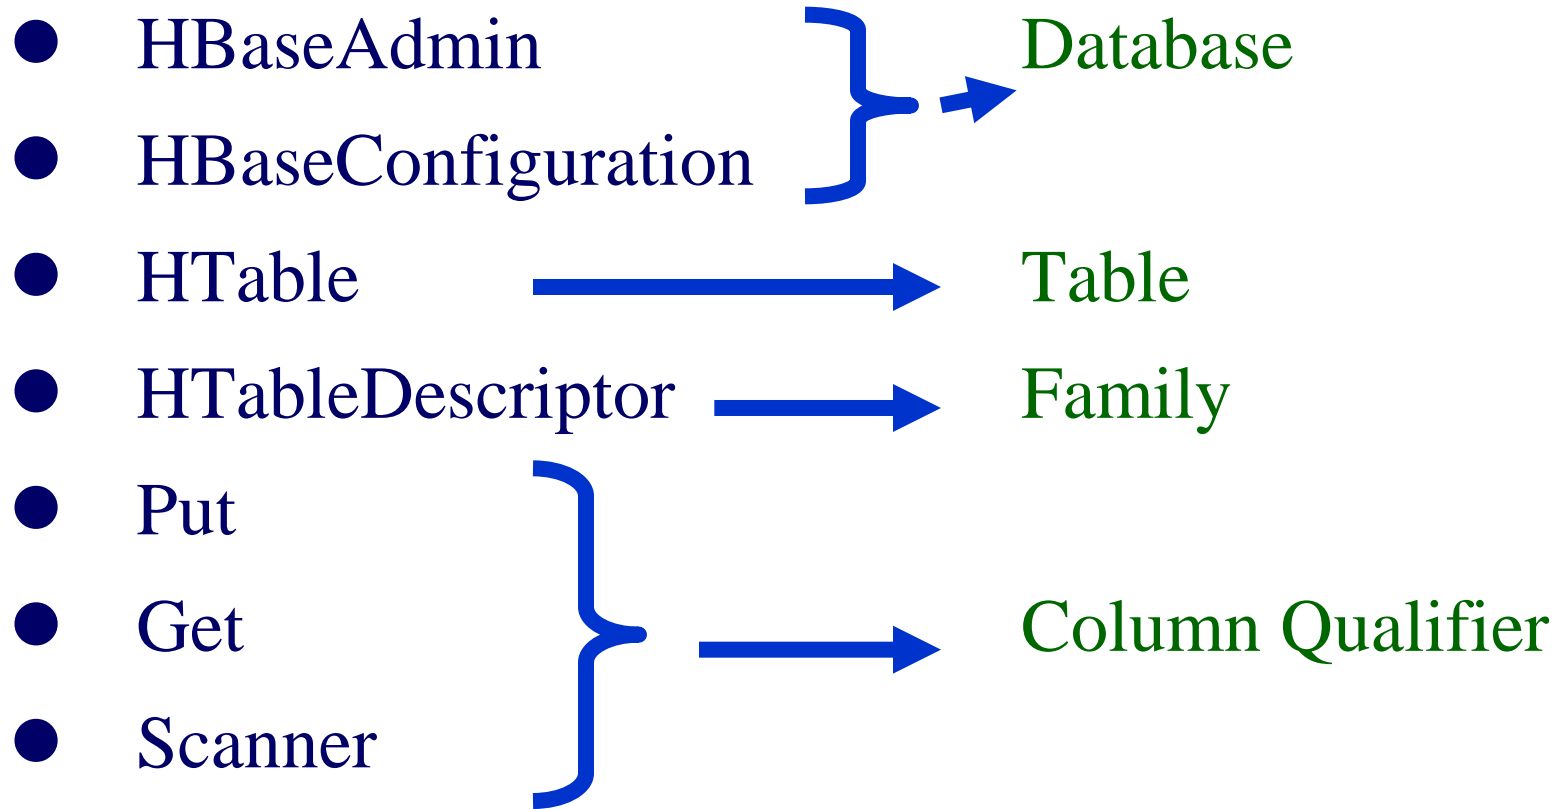 ● HBaseAdmin Database
● HBaseConfiguration
● HTable Table
● HTableDescriptor Family
● Put
● Get Column Qualifier
● Scanner